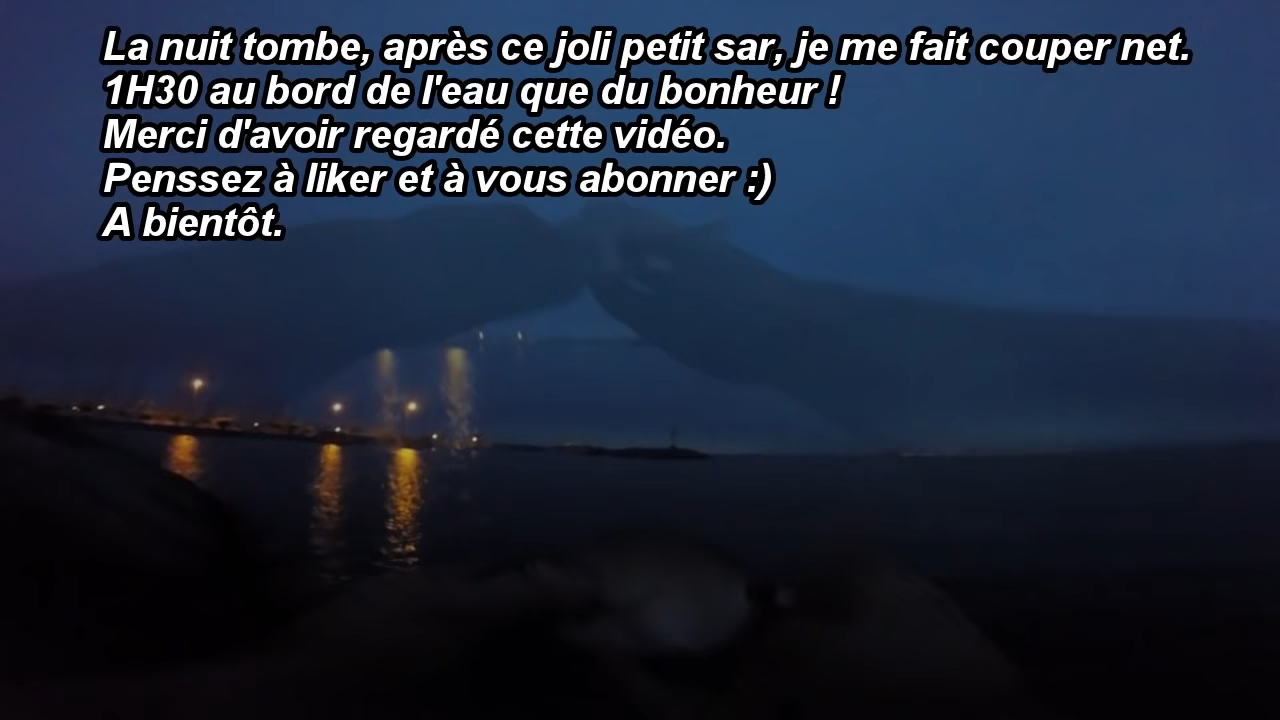 La nuit tombe, après ce joli petit sar, je me fait couper net.
1H30 au bord de l'eau que du bonheur !
Merci d'avoir regardé cette vidéo.
Penssez à liker et à vous abonner :)
A bientôt.